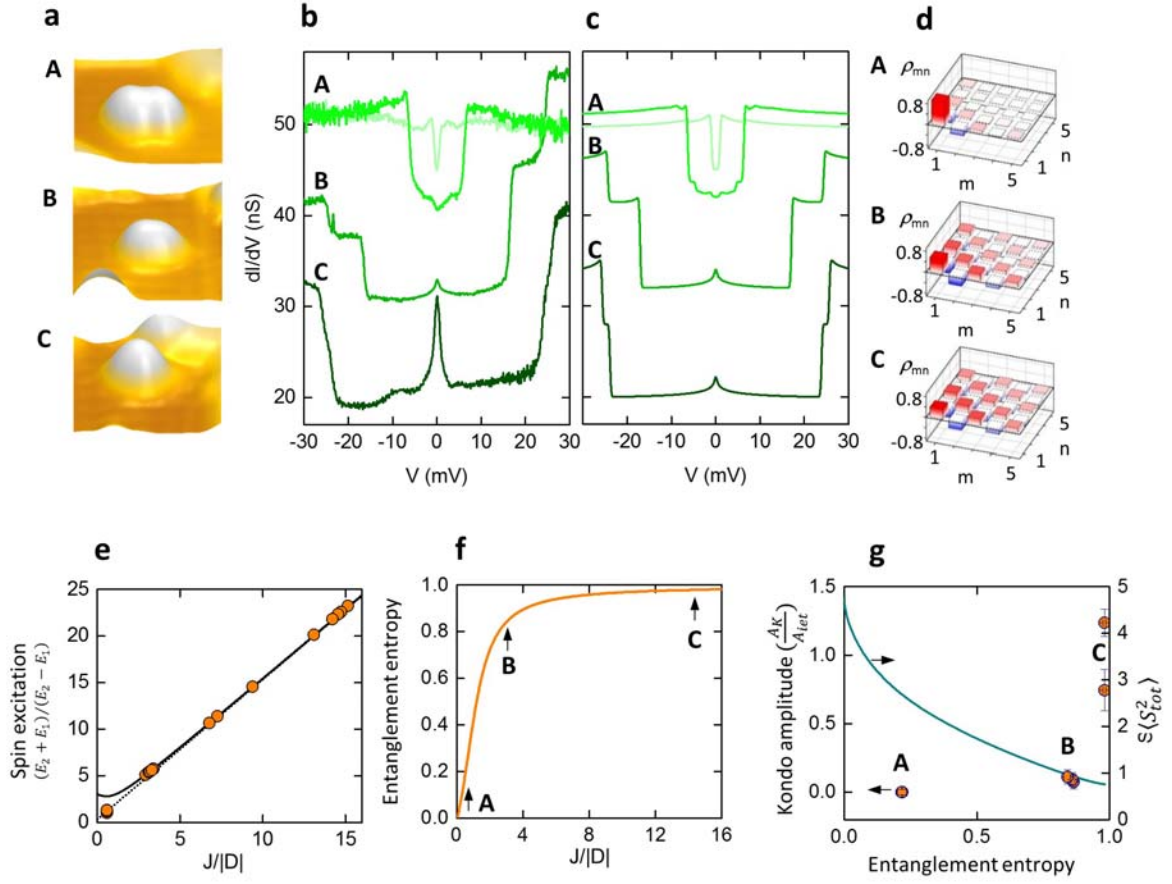 a
A
B
C
b
dI/dV (nS)
50
40
30
20
A
B
C
-30 -20 -10 0 10 20 30
V (mV)
c
A
B
C
-20 -10 0 10 20 30
V (mV)
d
A
ρmn
0.8
-0.8
1
m
5
1
n
5
B
ρmn
0.8
-0.8
1
m
5
1
n
5
C
ρmn
0.8
-0.8
1
m
5
1
n
5
e
Spin excitation
(E2 + E1)/(E2 − E1)
25
20
15
10
5
0
0 5 10 15
J/|D|
f
Entanglement entropy
1.0
0.8
0.6
0.4
0.2
0.0
A
B
C
0 4 8 12 16
J/|D|
g
Kondo amplitude (AK/Aiet)
1.5
1.0
0.5
0.0
A
B
C
5
4
3
2
1
0
S⟨S²tot⟩
0.0 0.5 1.0
Entanglement entropy